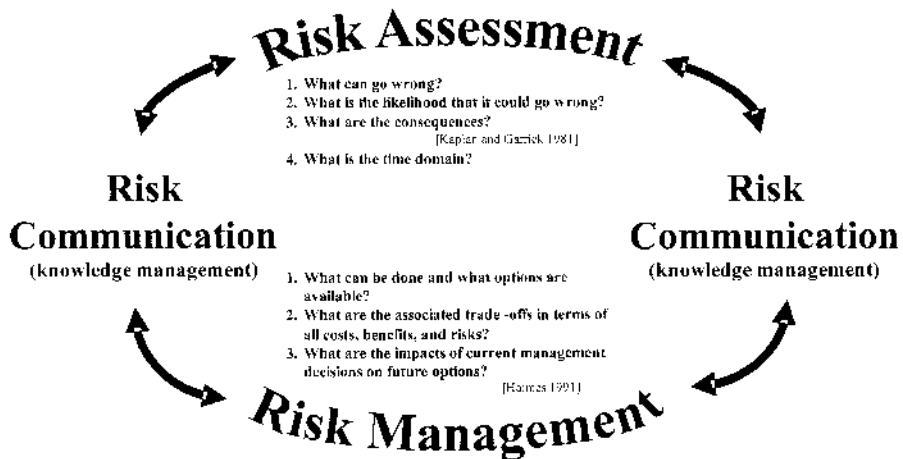 Risk Assessment
1. What can go wrong?
2. What is the likelihood that it could go wrong?
3. What are the consequences?
[Kaplan and Garrick 1981]
4. What is the time domain?
Risk
Communication
(knowledge management)
Risk
Communication
(knowledge management)
1. What can be done and what options are
available?
2. What are the associated trade -offs in terms of
all costs, benefits, and risks?
3. What are the impacts of current management
decisions on future options?
[Haimes 1991]
Risk Management